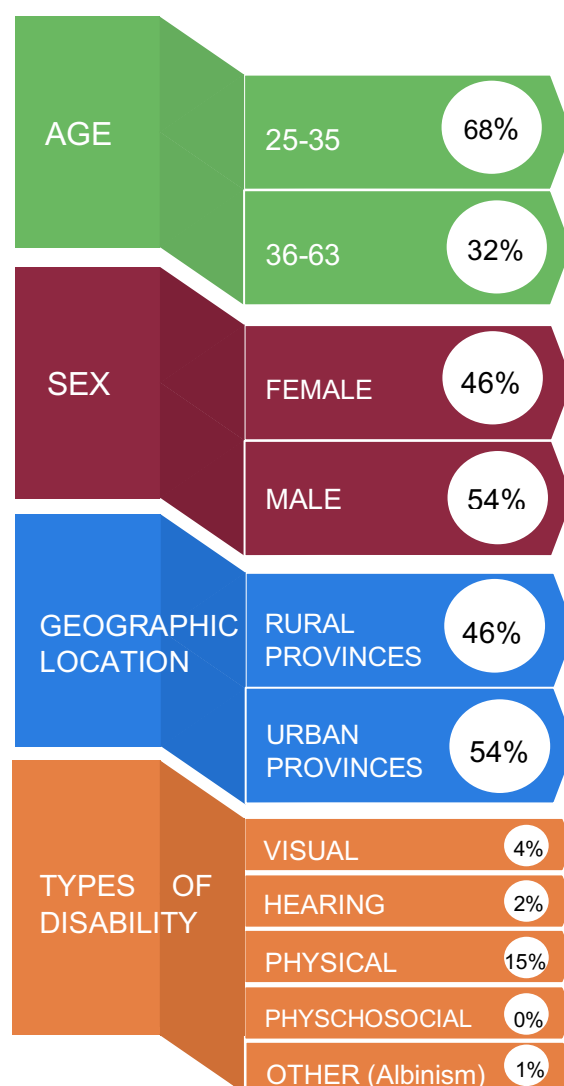 AGE
25-35 68%
36-63 32%
SEX
FEMALE 46%
MALE 54%
GEOGRAPHIC
LOCATION
RURAL
PROVINCES
46%
URBAN
PROVINCES
54%
TYPES OF
DISABILITY
VISUAL 4%
HEARING 2%
PHYSICAL 15%
PHYSCHOSOCIAL 0%
OTHER (Albinism) 1%